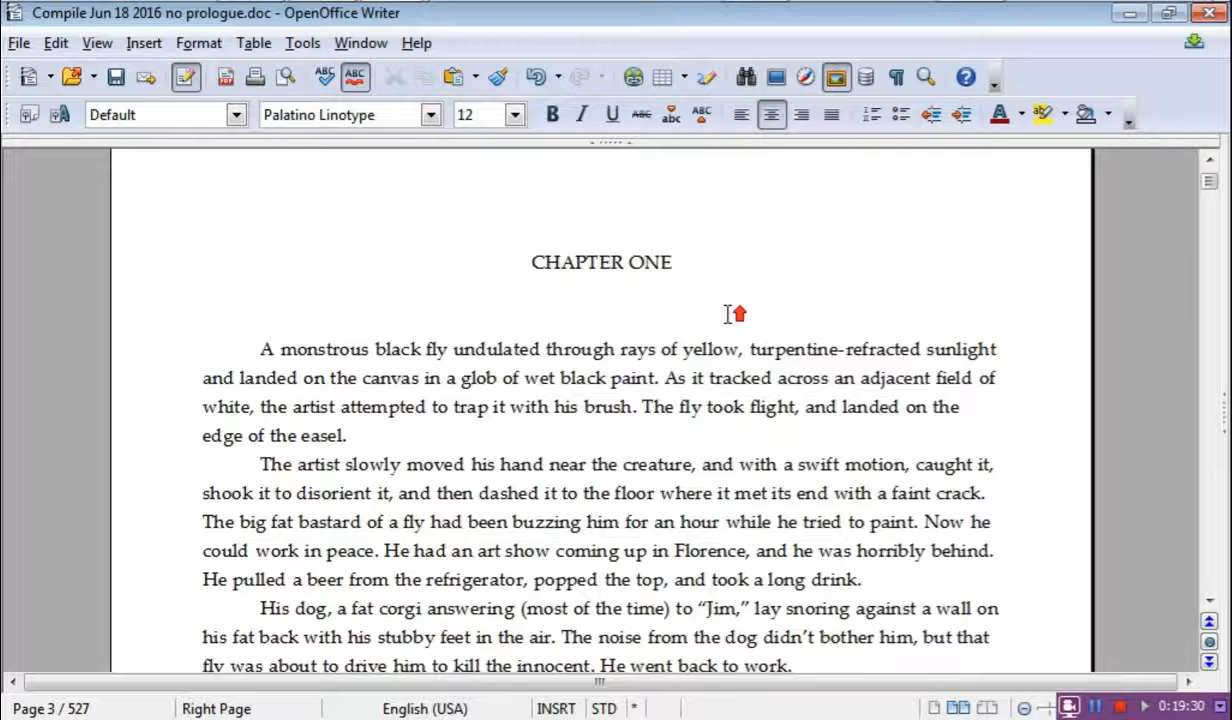 Compile Jun 18 2016 no prologue.doc - OpenOffice Writer
File Edit View Insert Format Table Tools Window Help
Default Palatino Linotype 12
CHAPTER ONE
A monstrous black fly undulated through rays of yellow, turpentine-refracted sunlight
and landed on the canvas in a glob of wet black paint. As it tracked across an adjacent field of
white, the artist attempted to trap it with his brush. The fly took flight, and landed on the
edge of the easel.
The artist slowly moved his hand near the creature, and with a swift motion, caught it,
shook it to disorient it, and then dashed it to the floor where it met its end with a faint crack.
The big fat bastard of a fly had been buzzing him for an hour while he tried to paint. Now he
could work in peace. He had an art show coming up in Florence, and he was horribly behind.
He pulled a beer from the refrigerator, popped the top, and took a long drink.
His dog, a fat corgi answering (most of the time) to “Jim,” lay snoring against a wall on
his fat back with his stubby feet in the air. The noise from the dog didn’t bother him, but that
fly was about to drive him to kill the innocent. He went back to work.
Page 3 / 527 Right Page English (USA) INSRT STD * 0:19:30